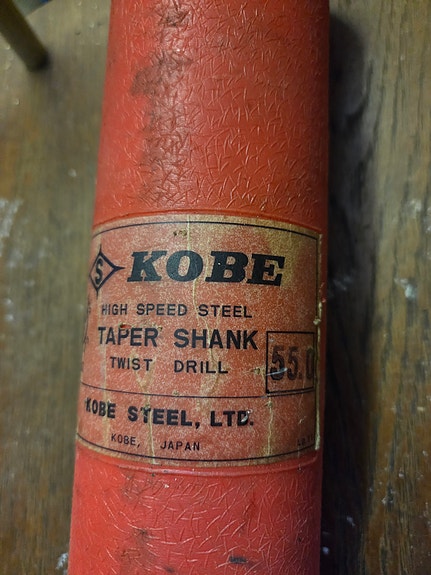 S KOBE
HIGH SPEED STEEL
TAPER SHANK
TWIST DRILL 55.0
KOBE STEEL, LTD.
KOBE, JAPAN